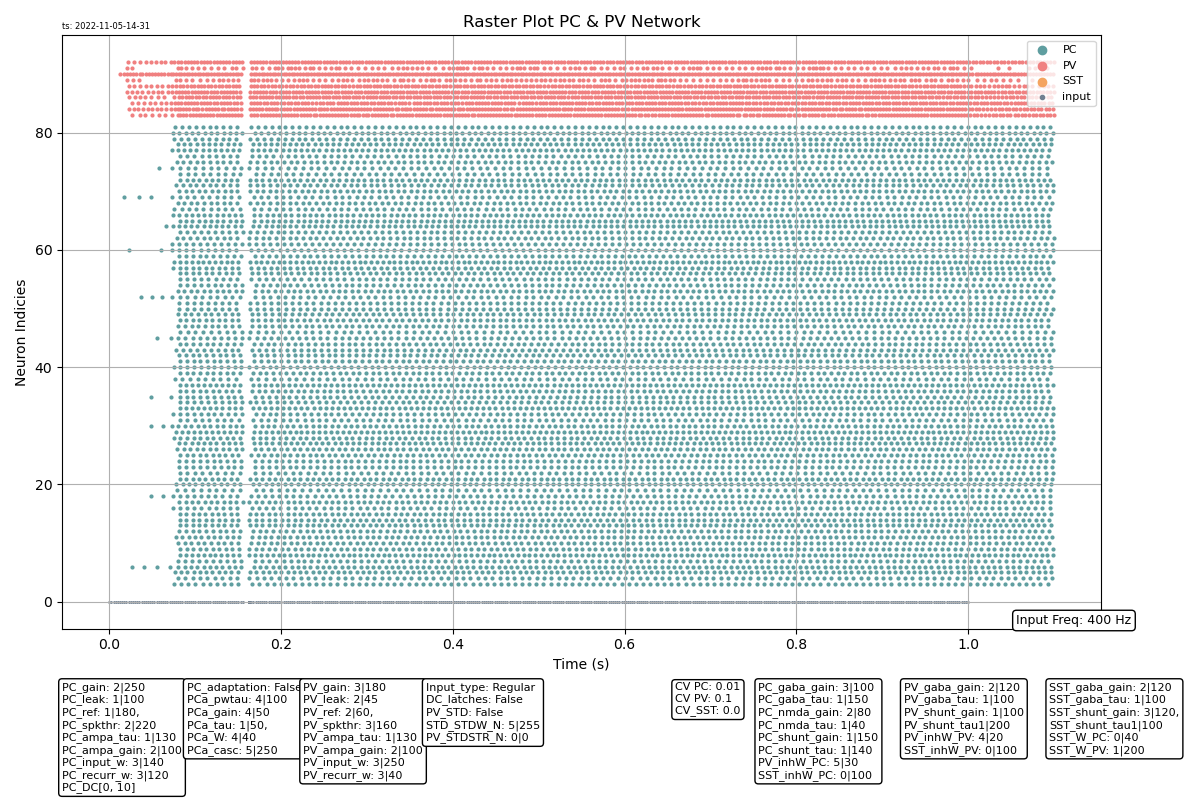 ts: 2022-11-05-14-31
Raster Plot PC & PV Network
PC
PV
SST
input
Neuron Indicies
80
60
40
20
0
0.0
0.2
0.4
0.6
0.8
1.0
Time (s)
Input Freq: 400 Hz
PC_gain: 2|250
PC_leak: 1|100
PC_ref: 1|180,
PC_spkthr: 2|220
PC_ampa_tau: 1|130
PC_ampa_gain: 2|100
PC_input_w: 3|140
PC_recurr_w: 3|120
PC_DC[0, 10]
PC_adaptation: False
PCa_pwtau: 4|100
PCa_gain: 4|50
PCa_tau: 1|50,
PCa_W: 4|40
PCa_casc: 5|250
PV_gain: 3|180
PV_leak: 2|45
PV_ref: 2|60,
PV_spkthr: 3|160
PV_ampa_tau: 1|130
PV_ampa_gain: 2|100
PV_input_w: 3|250
PV_recurr_w: 3|40
Input_type: Regular
DC_latches: False
PV_STD: False
STD_STDW_N: 5|255
PV_STDSTR_N: 0|0
CV PC: 0.01
CV PV: 0.1
CV_SST: 0.0
PC_gaba_gain: 3|100
PC_gaba_tau: 1|100
PC_nmda_gain: 2|80
PC_nmda_tau: 1|40
PC_shunt_gain: 1|150
PC_shunt_tau: 1|140
PV_inhW_PC: 5|30
SST_inhW_PC: 0|100
PV_gaba_gain: 2|120
PV_gaba_tau: 1|100
PV_shunt_gain: 1|100
PV_shunt_tau1|200
PV_inhW_PV: 4|20
SST_inhW_PV: 0|100
SST_gaba_gain: 2|120
SST_gaba_tau: 1|100
SST_shunt_gain: 3|120,
SST_shunt_tau1|100
SST_W_PC: 0|40
SST_W_PV: 1|200